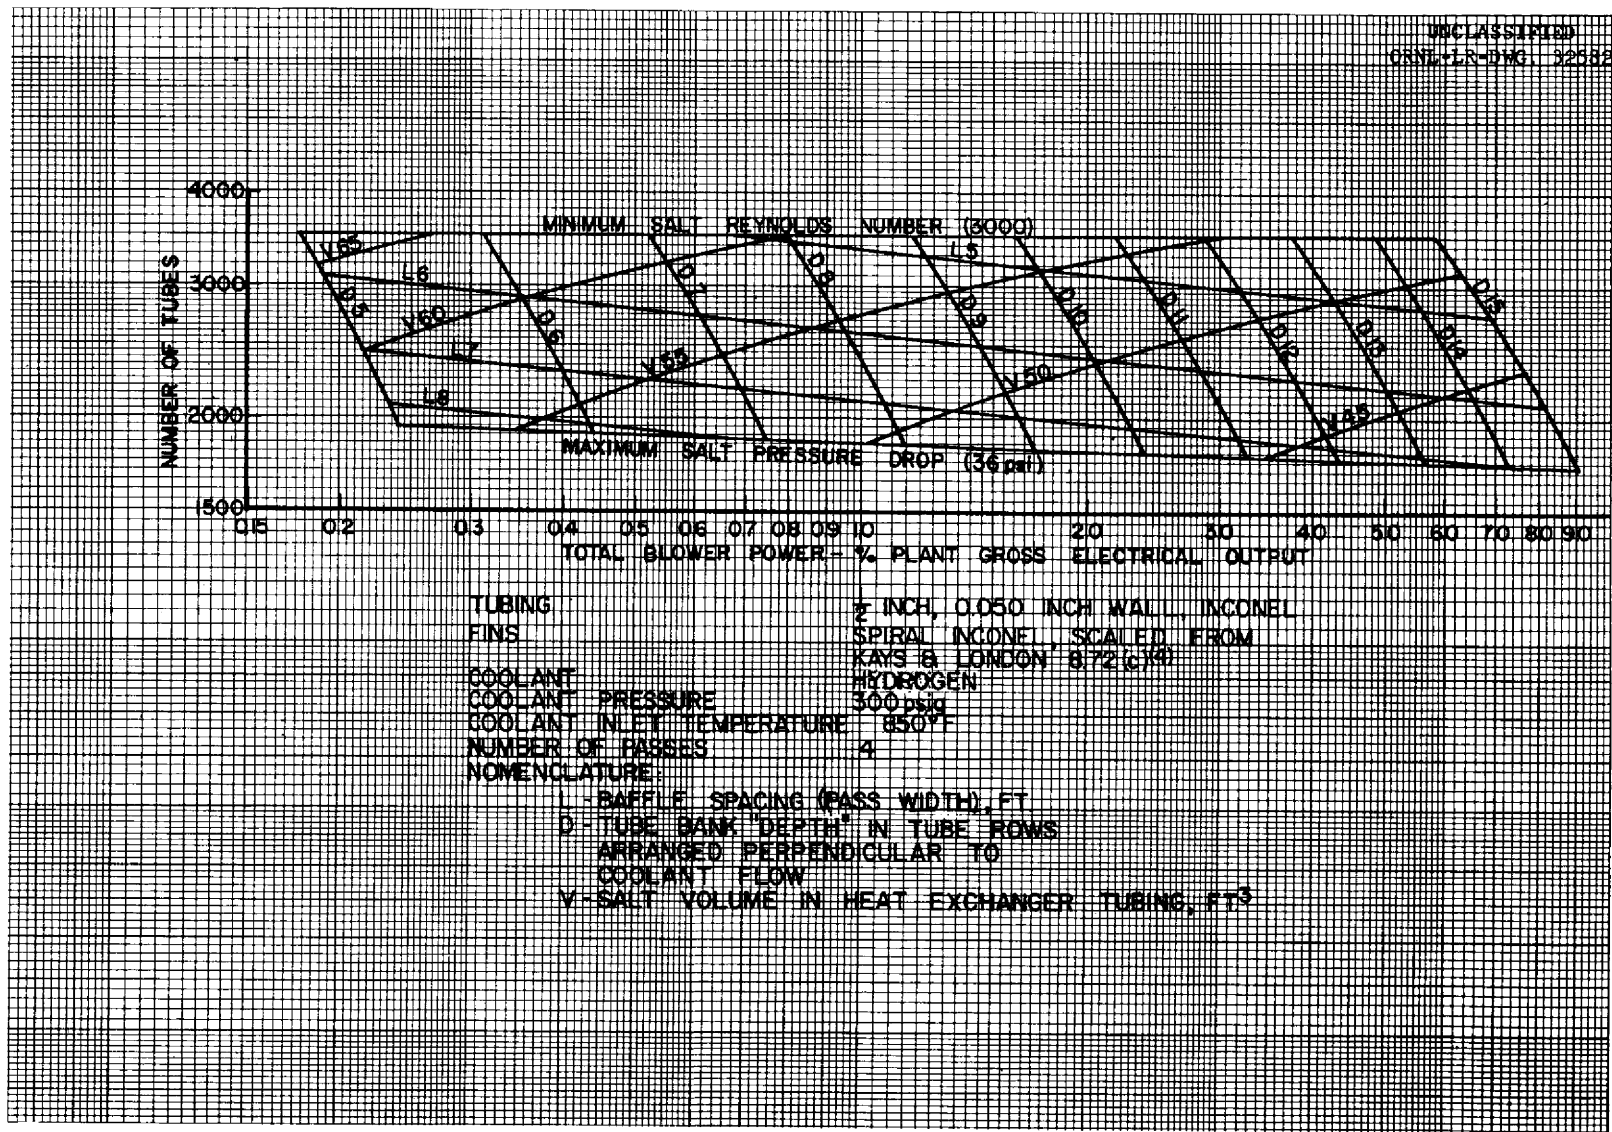 UNCLASSIFIED
ORNL-LR-DWG. 32582
4000
MINIMUM SALT REYNOLDS NUMBER (3000)
V65
L5
L6
D7
D8
D15
3000
D5
V60
D6
D9
D10
D11
D12
D13
D14
L7
V55
V50
L8
V45
2000
MAXIMUM SALT PRESSURE DROP (36 psi)
NUMBER OF TUBES
1500
0.15 0.2 0.3 0.4 0.5 0.6 0.7 0.8 0.9 1.0 2.0 3.0 4.0 5.0 6.0 7.0 8.0 9.0
TOTAL BLOWER POWER - % PLANT GROSS ELECTRICAL OUTPUT
TUBING INCH, 0.050 INCH WALL, INCONEL
FINS SPIRAL INCONEL, SCALED FROM
KAYS & LONDON 8.72 (c)(4)
COOLANT HYDROGEN
COOLANT PRESSURE 300 psig
COOLANT INLET TEMPERATURE 850°F
NUMBER OF PASSES 4
NOMENCLATURE:
L - BAFFLE SPACING (PASS WIDTH), FT
D - TUBE BANK "DEPTH" IN TUBE ROWS
ARRANGED PERPENDICULAR TO
COOLANT FLOW
V - SALT VOLUME IN HEAT EXCHANGER TUBING, FT³